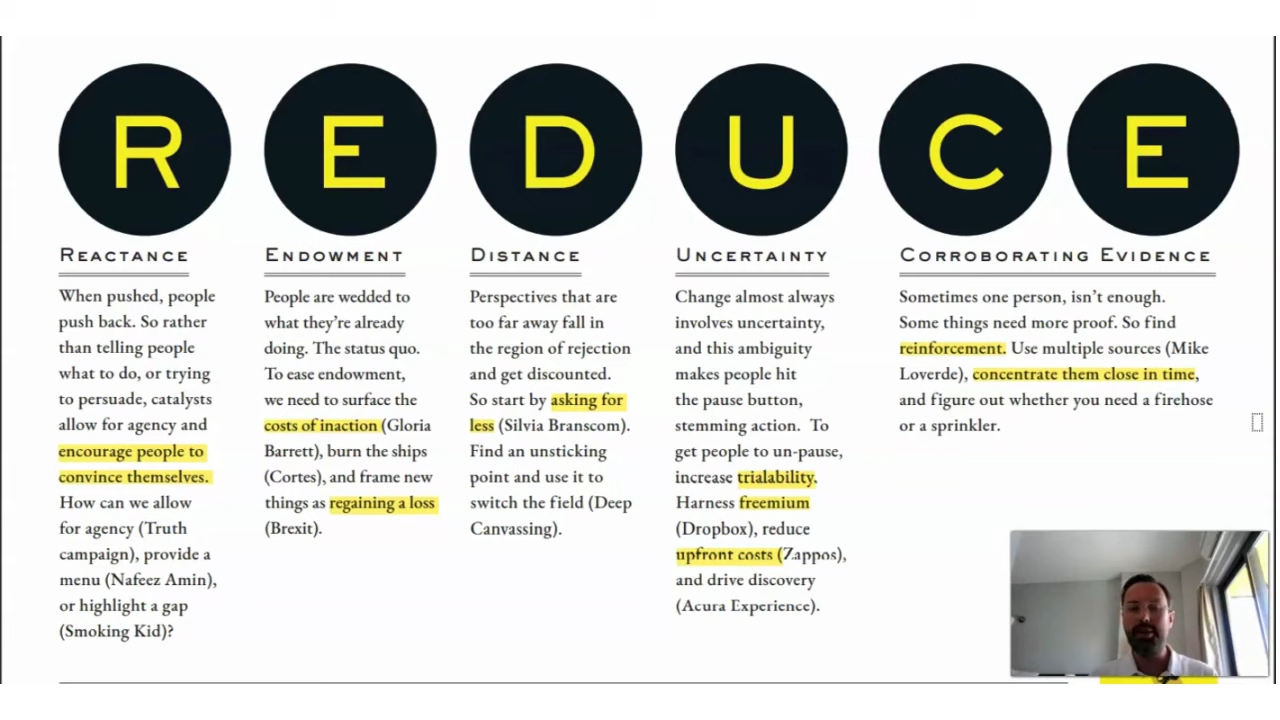 R E D U C E
REACTANCE
When pushed, people
push back. So rather
than telling people
what to do, or trying
to persuade, catalysts
allow for agency and
encourage people to
convince themselves.
How can we allow
for agency (Truth
campaign), provide a
menu (Nafeez Amin),
or highlight a gap
(Smoking Kid)?
ENDOWMENT
People are wedded to
what they're already
doing. The status quo.
To ease endowment,
we need to surface the
costs of inaction (Gloria
Barrett), burn the ships
(Cortes), and frame new
things as regaining a loss
(Brexit).
DISTANCE
Perspectives that are
too far away fall in
the region of rejection
and get discounted.
So start by asking for
less (Silvia Branscom).
Find an unsticking
point and use it to
switch the field (Deep
Canvassing).
UNCERTAINTY
Change almost always
involves uncertainty,
and this ambiguity
makes people hit
the pause button,
stemming action. To
get people to un-pause,
increase trialability.
Harness freemium
(Dropbox), reduce
upfront costs (Zappos),
and drive discovery
(Acura Experience).
CORROBORATING EVIDENCE
Sometimes one person, isn't enough.
Some things need more proof. So find
reinforcement. Use multiple sources (Mike
Loverde), concentrate them close in time,
and figure out whether you need a firehose
or a sprinkler.